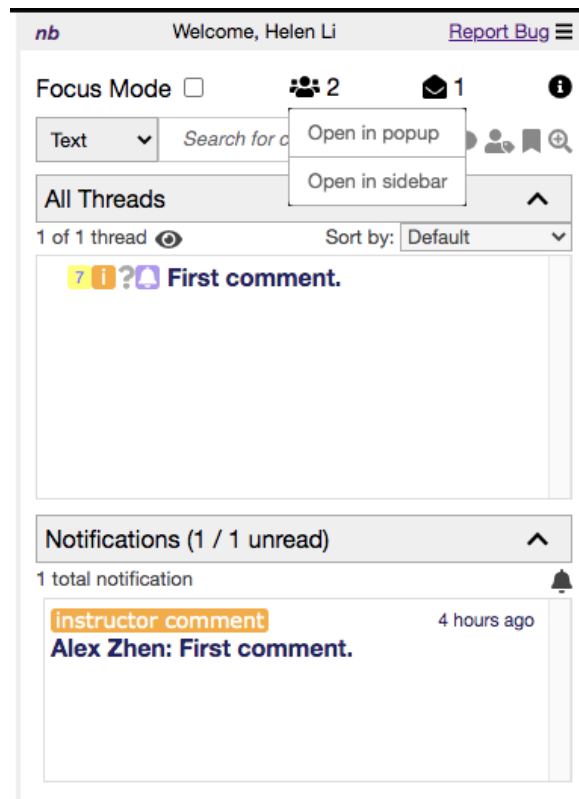 nb Welcome, Helen Li Report Bug
Focus Mode 2 1
Text Search for c
Open in popup
Open in sidebar
All Threads
1 of 1 thread Sort by: Default
7 i ? First comment.
Notifications (1 / 1 unread)
1 total notification
instructor comment 4 hours ago
Alex Zhen: First comment.